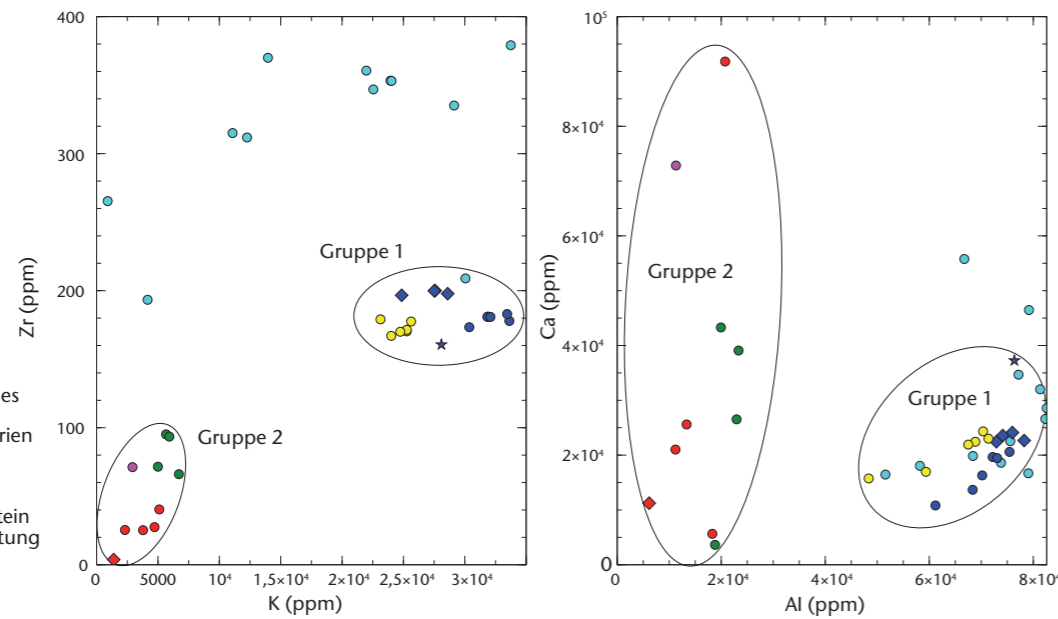 400
300
200
100
0
Zr (ppm)
Gruppe 1
Gruppe 2
0
5000
10⁴
1,5×10⁴
2×10⁴
2,5×10⁴
3×10⁴
K (ppm)
10⁵
8×10⁴
6×10⁴
4×10⁴
2×10⁴
0
Ca (ppm)
Gruppe 2
Gruppe 1
0
2×10⁴
4×10⁴
6×10⁴
8×10⁴
Al (ppm)
es
rien
tein
tung